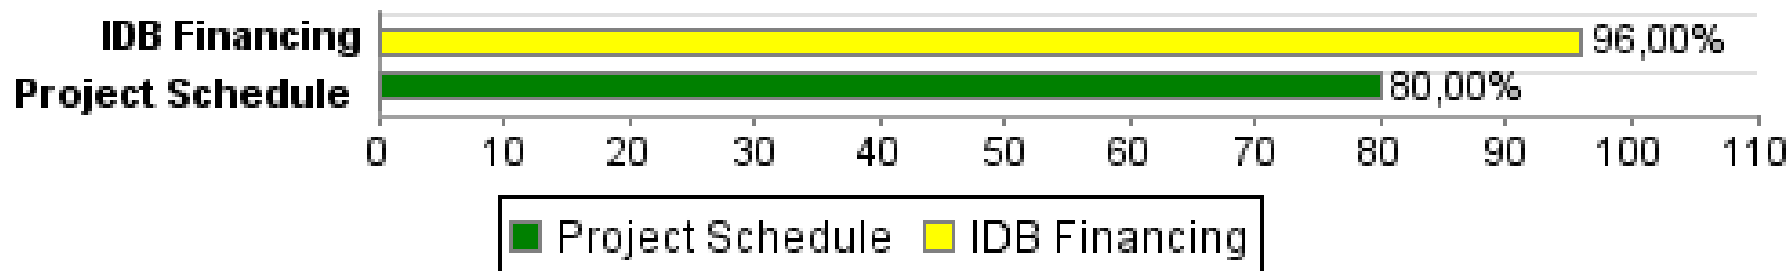 IDB Financing 96,00%
Project Schedule 80,00%
0 10 20 30 40 50 60 70 80 90 100 110
Project Schedule IDB Financing